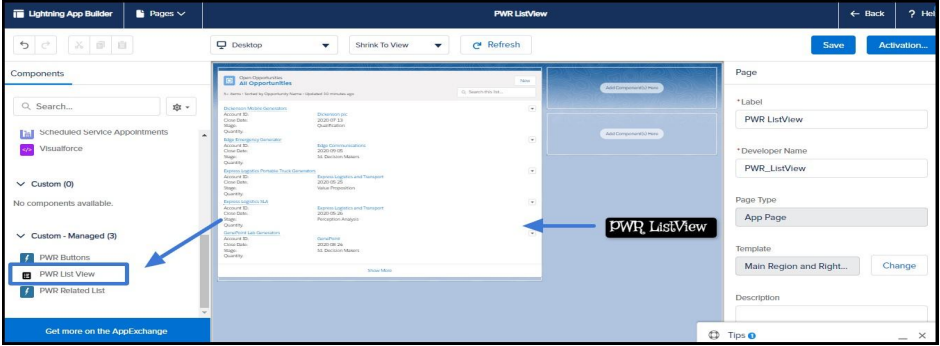 Lightning App Builder
Pages
PWR ListView
Back
? Hel
Desktop
Shrink To View
Refresh
Save
Activation...
Components
Search...
Scheduled Service Appointments
Visualforce
Custom (0)
No components available.
Custom - Managed (3)
PWR Buttons
PWR List View
PWR Related List
Get more on the AppExchange
Open Opportunities
All Opportunities
New
Search this list...
Dickenson Mobile Generators
Account ID: Dickenson plc
Close Date: 2020 07 13
Stage: Qualification
Quantity:
Edge Emergency Generator
Account ID: Edge Communications
Close Date: 2020 09 05
Stage: Id. Decision Makers
Quantity:
Express Logistics Portable Truck Generators
Account ID: Express Logistics and Transport
Close Date: 2020 09 25
Stage: Value Proposition
Quantity:
Express Logistics SLA
Account ID: Express Logistics and Transport
Close Date: 2020 09 26
Stage: Perception Analysis
Quantity:
GenePoint Lab Generators
Account ID: GenePoint
Close Date: 2020 08 24
Stage: Id. Decision Makers
Quantity:
Show More
Add Component(s) Here
Add Component(s) Here
PWR ListView
Page
*Label
PWR ListView
*Developer Name
PWR_ListView
Page Type
App Page
Template
Main Region and Right...
Change
Description
Tips 1